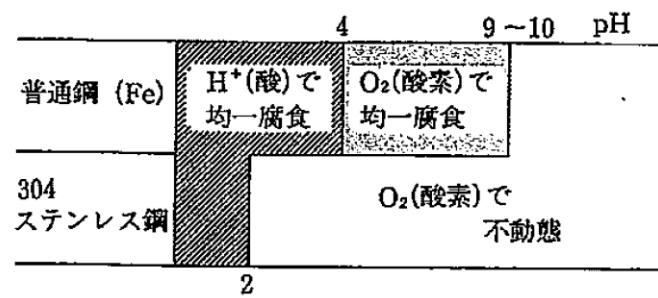 4 9～10 pH
普通鋼 (Fe)
H⁺(酸)で
均一腐食
O₂(酸素)で
均一腐食
304
ステンレス鋼
O₂(酸素)で
不動態
2